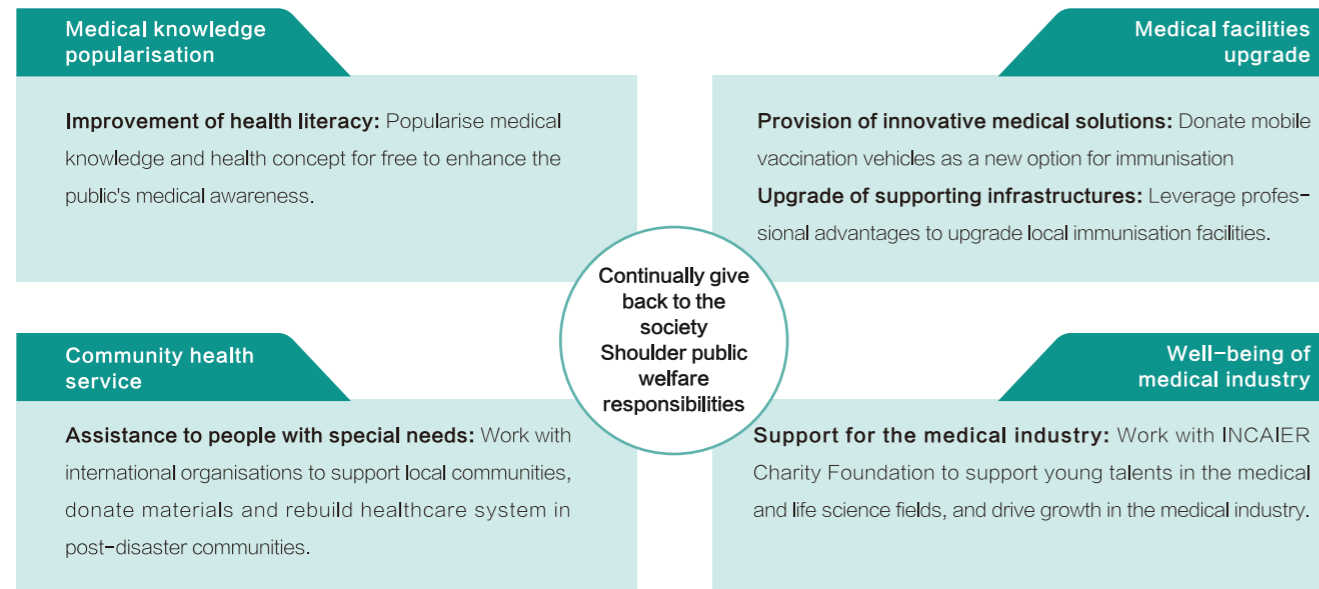 Medical knowledge
popularisation
Improvement of health literacy: Popularise medical
knowledge and health concept for free to enhance the
public's medical awareness.
Medical facilities
upgrade
Provision of innovative medical solutions: Donate mobile
vaccination vehicles as a new option for immunisation
Upgrade of supporting infrastructures: Leverage profes-
sional advantages to upgrade local immunisation facilities.
Continually give
back to the
society
Shoulder public
welfare
responsibilities
Community health
service
Assistance to people with special needs: Work with
international organisations to support local communities,
donate materials and rebuild healthcare system in
post-disaster communities.
Well-being of
medical industry
Support for the medical industry: Work with INCAIER
Charity Foundation to support young talents in the medical
and life science fields, and drive growth in the medical industry.